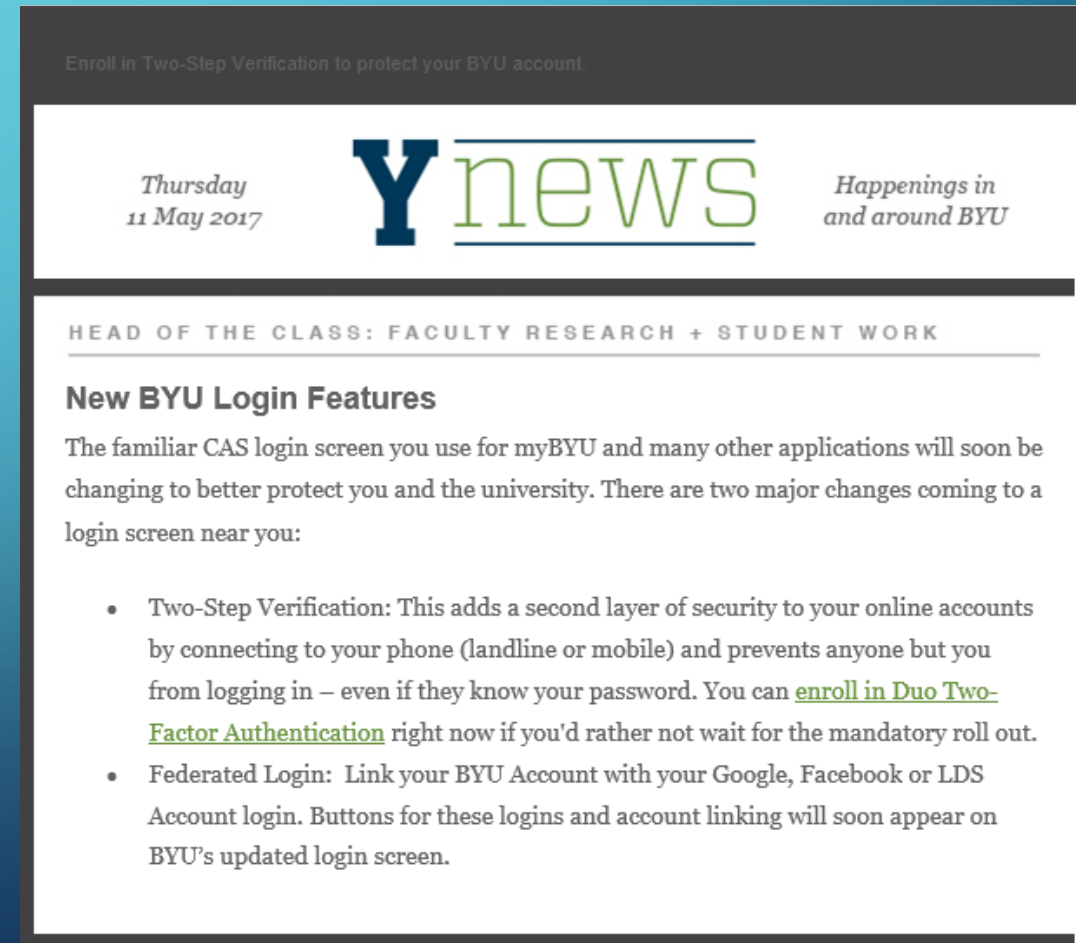 Enroll in Two-Step Verification to protect your BYU account.
Thursday
11 May 2017
Y news
Happenings in
and around BYU
HEAD OF THE CLASS: FACULTY RESEARCH + STUDENT WORK
New BYU Login Features
The familiar CAS login screen you use for myBYU and many other applications will soon be
changing to better protect you and the university. There are two major changes coming to a
login screen near you:
• Two-Step Verification: This adds a second layer of security to your online accounts
by connecting to your phone (landline or mobile) and prevents anyone but you
from logging in – even if they know your password. You can enroll in Duo Two-
Factor Authentication right now if you'd rather not wait for the mandatory roll out.
• Federated Login:  Link your BYU Account with your Google, Facebook or LDS
Account login. Buttons for these logins and account linking will soon appear on
BYU’s updated login screen.